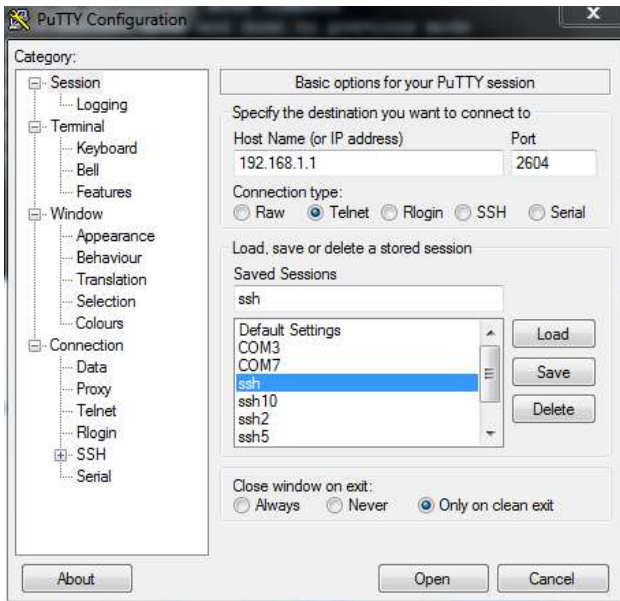 PuTTY Configuration
Category:
Session
Logging
Terminal
Keyboard
Bell
Features
Window
Appearance
Behaviour
Translation
Selection
Colours
Connection
Data
Proxy
Telnet
Rlogin
SSH
Serial
Basic options for your PuTTY session
Specify the destination you want to connect to
Host Name (or IP address) Port
192.168.1.1 2604
Connection type:
Raw Telnet Rlogin SSH Serial
Load, save or delete a stored session
Saved Sessions
ssh
Default Settings
COM3
COM7
ssh
ssh10
ssh2
ssh5
Load
Save
Delete
Close window on exit:
Always Never Only on clean exit
About Open Cancel